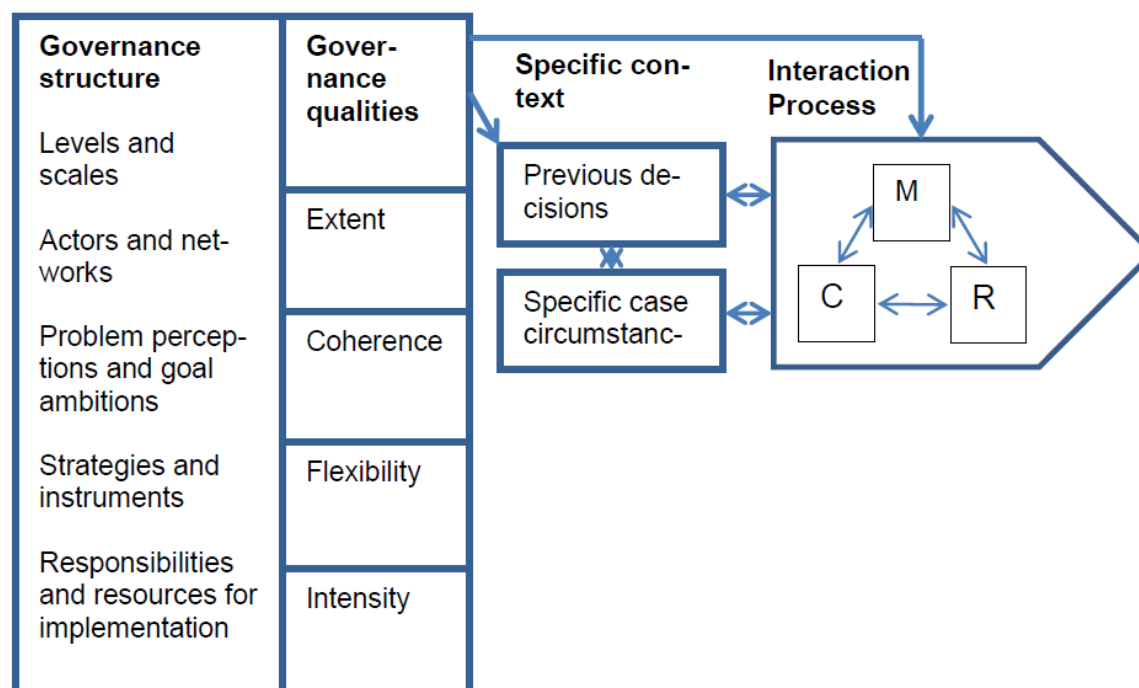 Governance
structure
Levels and
scales
Actors and net-
works
Problem percep-
tions and goal
ambitions
Strategies and
instruments
Responsibilities
and resources for
implementation
Gover-
nance
qualities
Extent
Coherence
Flexibility
Intensity
Specific con-
text
Previous de-
cisions
Specific case
circumstanc-
Interaction
Process
M
C
R